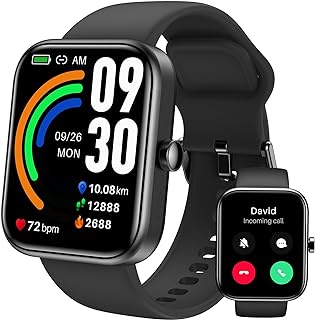 AM
09
30
09/26
MON
10.08km
12888
2688
72 bpm
David
Incoming call